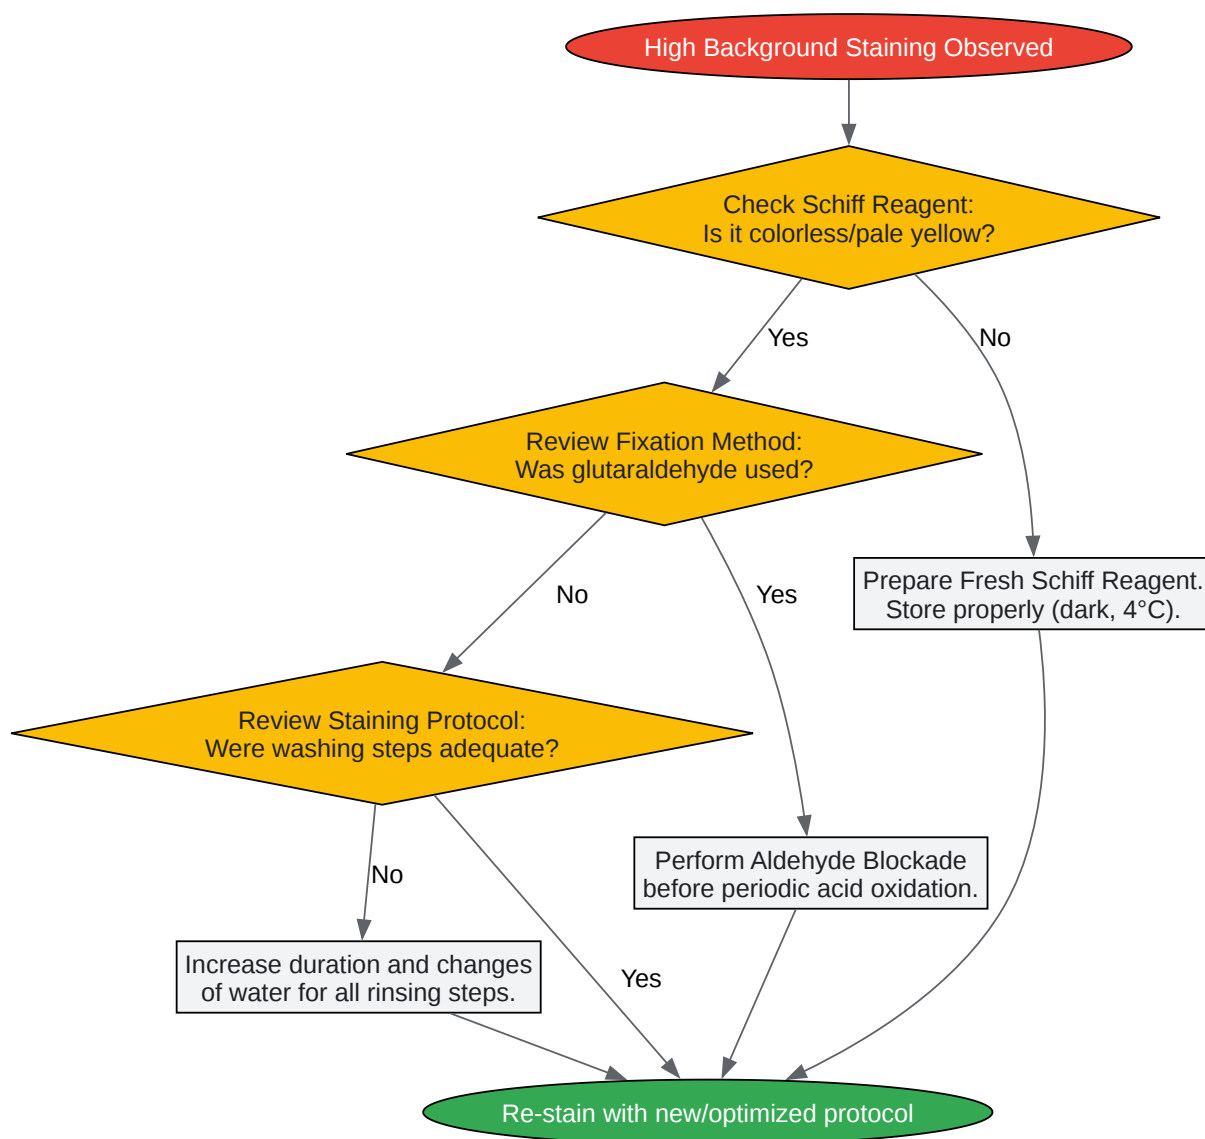 High Background Staining Observed
Check Schiff Reagent:
Is it colorless/pale yellow?
Yes
No
Review Fixation Method:
Was glutaraldehyde used?
No
Yes
Prepare Fresh Schiff Reagent.
Store properly (dark, 4°C).
Review Staining Protocol:
Were washing steps adequate?
No
Yes
Perform Aldehyde Blockade
before periodic acid oxidation.
Increase duration and changes
of water for all rinsing steps.
Re-stain with new/optimized protocol